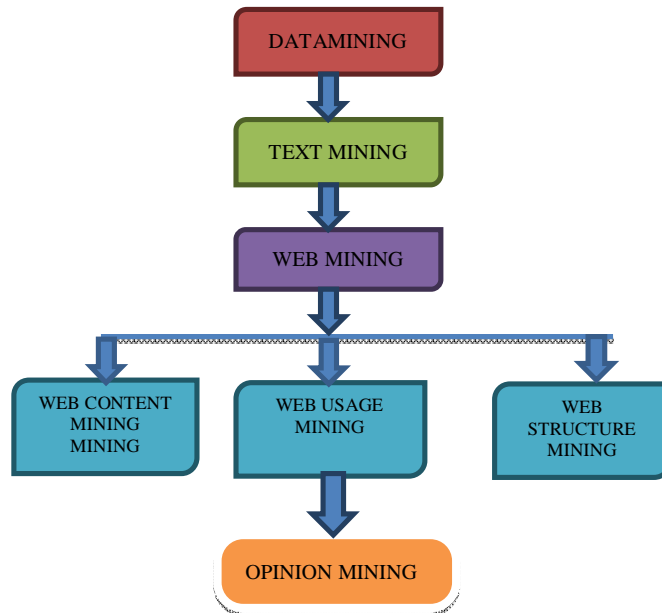 DATAMINING
TEXT MINING
WEB MINING
WEB CONTENT
MINING
MINING
WEB USAGE
MINING
WEB
STRUCTURE
MINING
OPINION MINING